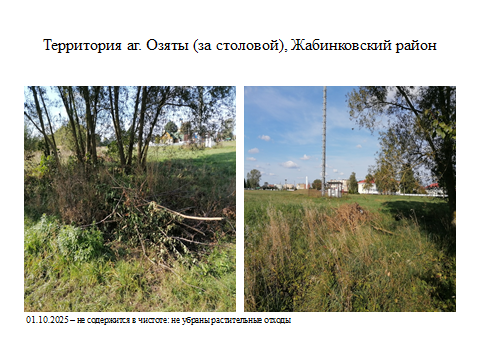 Территория аг. Озяты (за столовой), Жабинковский район
01.10.2025 – не содержится в чистоте: не убраны растительные отходы